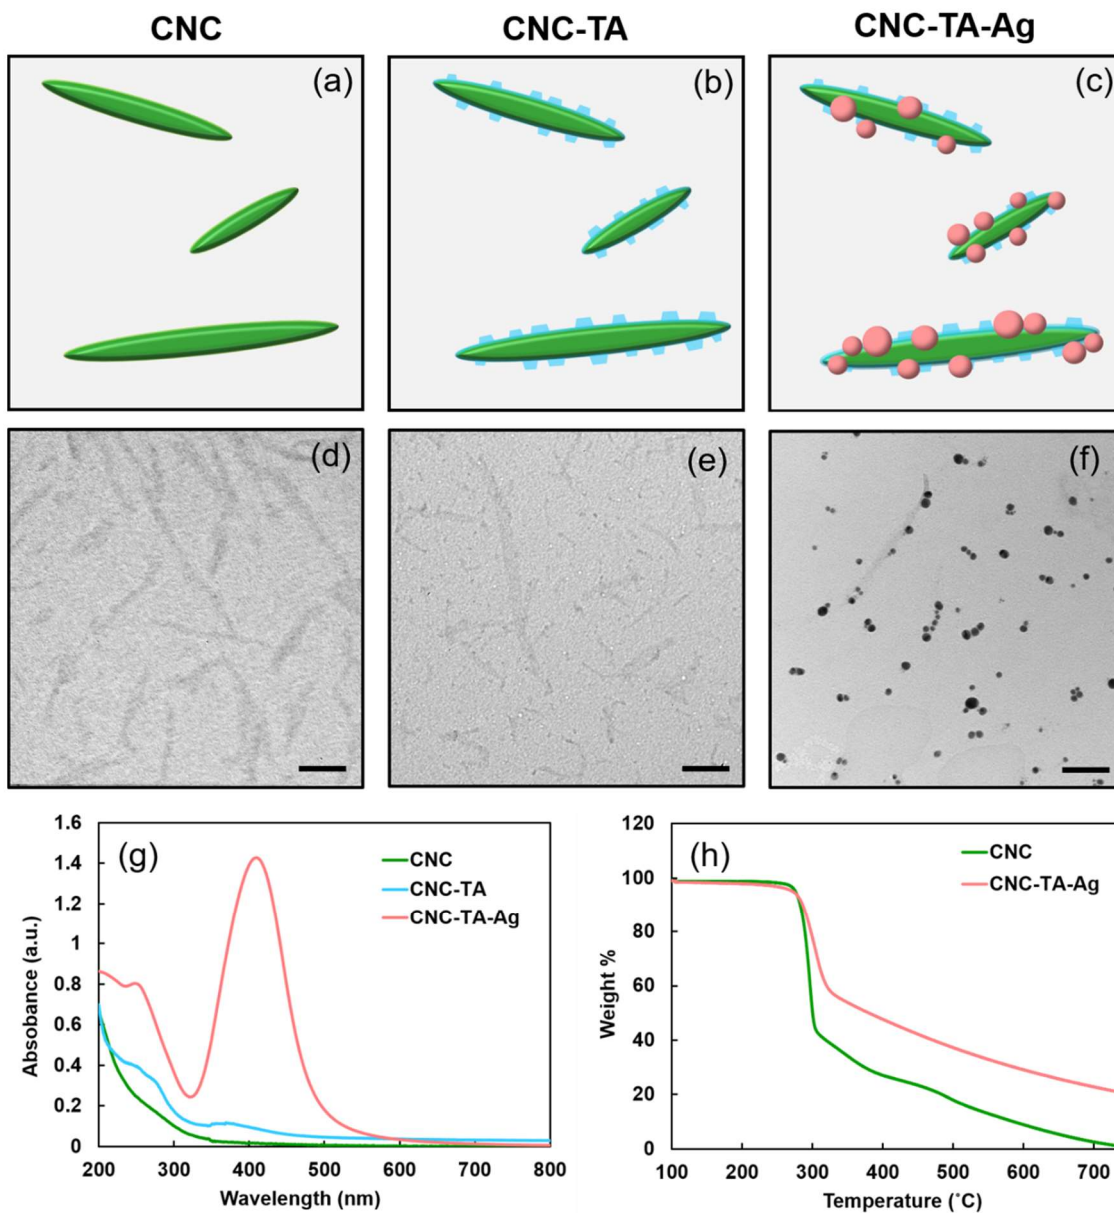 CNC CNC-TA CNC-TA-Ag
(a) (b) (c)
(d) (e) (f)
(g)
CNC
CNC-TA
CNC-TA-Ag
Absobance (a.u.)
1.6
1.4
1.2
1
0.8
0.6
0.4
0.2
0
200 300 400 500 600 700 800
Wavelength (nm)
(h)
CNC
CNC-TA-Ag
Weight %
120
100
80
60
40
20
0
100 200 300 400 500 600 700
Temperature (˚C)